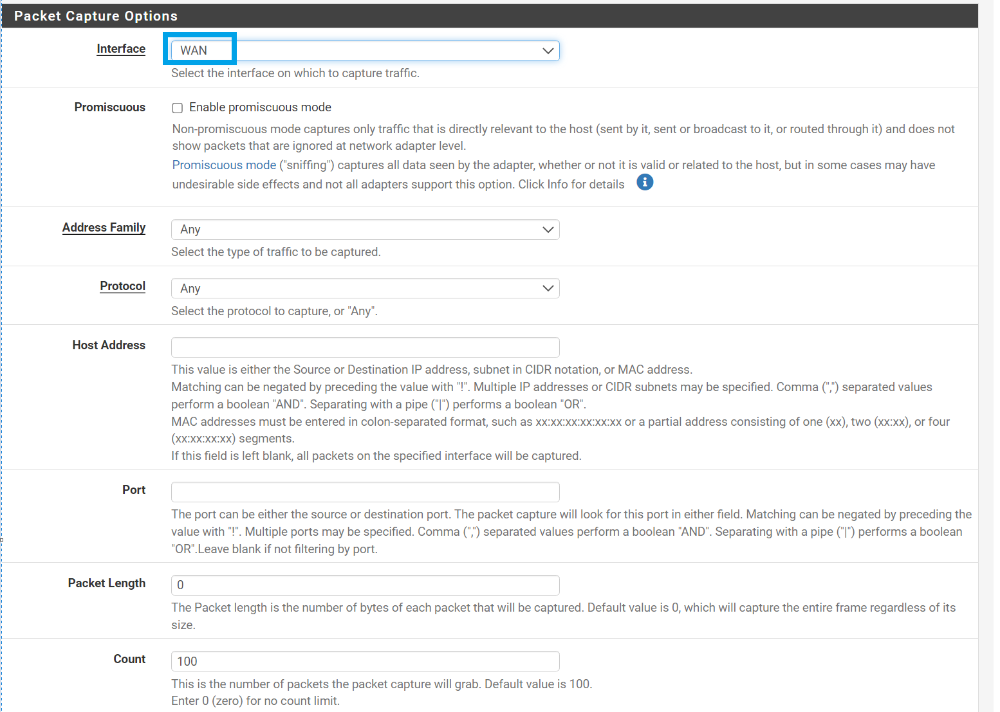 Packet Capture Options
Interface
WAN
Select the interface on which to capture traffic.
Promiscuous
Enable promiscuous mode
Non-promiscuous mode captures only traffic that is directly relevant to the host (sent by it, sent or broadcast to it, or routed through it) and does not
show packets that are ignored at network adapter level.
Promiscuous mode ("sniffing") captures all data seen by the adapter, whether or not it is valid or related to the host, but in some cases may have
undesirable side effects and not all adapters support this option. Click Info for details
Address Family
Any
Select the type of traffic to be captured.
Protocol
Any
Select the protocol to capture, or "Any".
Host Address
This value is either the Source or Destination IP address, subnet in CIDR notation, or MAC address.
Matching can be negated by preceding the value with "!". Multiple IP addresses or CIDR subnets may be specified. Comma (",") separated values
perform a boolean "AND". Separating with a pipe ("|") performs a boolean "OR".
MAC addresses must be entered in colon-separated format, such as xx:xx:xx:xx:xx:xx or a partial address consisting of one (xx), two (xx:xx), or four
(xx:xx:xx:xx) segments.
If this field is left blank, all packets on the specified interface will be captured.
Port
The port can be either the source or destination port. The packet capture will look for this port in either field. Matching can be negated by preceding the
value with "!". Multiple ports may be specified. Comma (",") separated values perform a boolean "AND". Separating with a pipe ("|") performs a boolean
"OR".Leave blank if not filtering by port.
Packet Length
0
The Packet length is the number of bytes of each packet that will be captured. Default value is 0, which will capture the entire frame regardless of its
size.
Count
100
This is the number of packets the packet capture will grab. Default value is 100.
Enter 0 (zero) for no count limit.